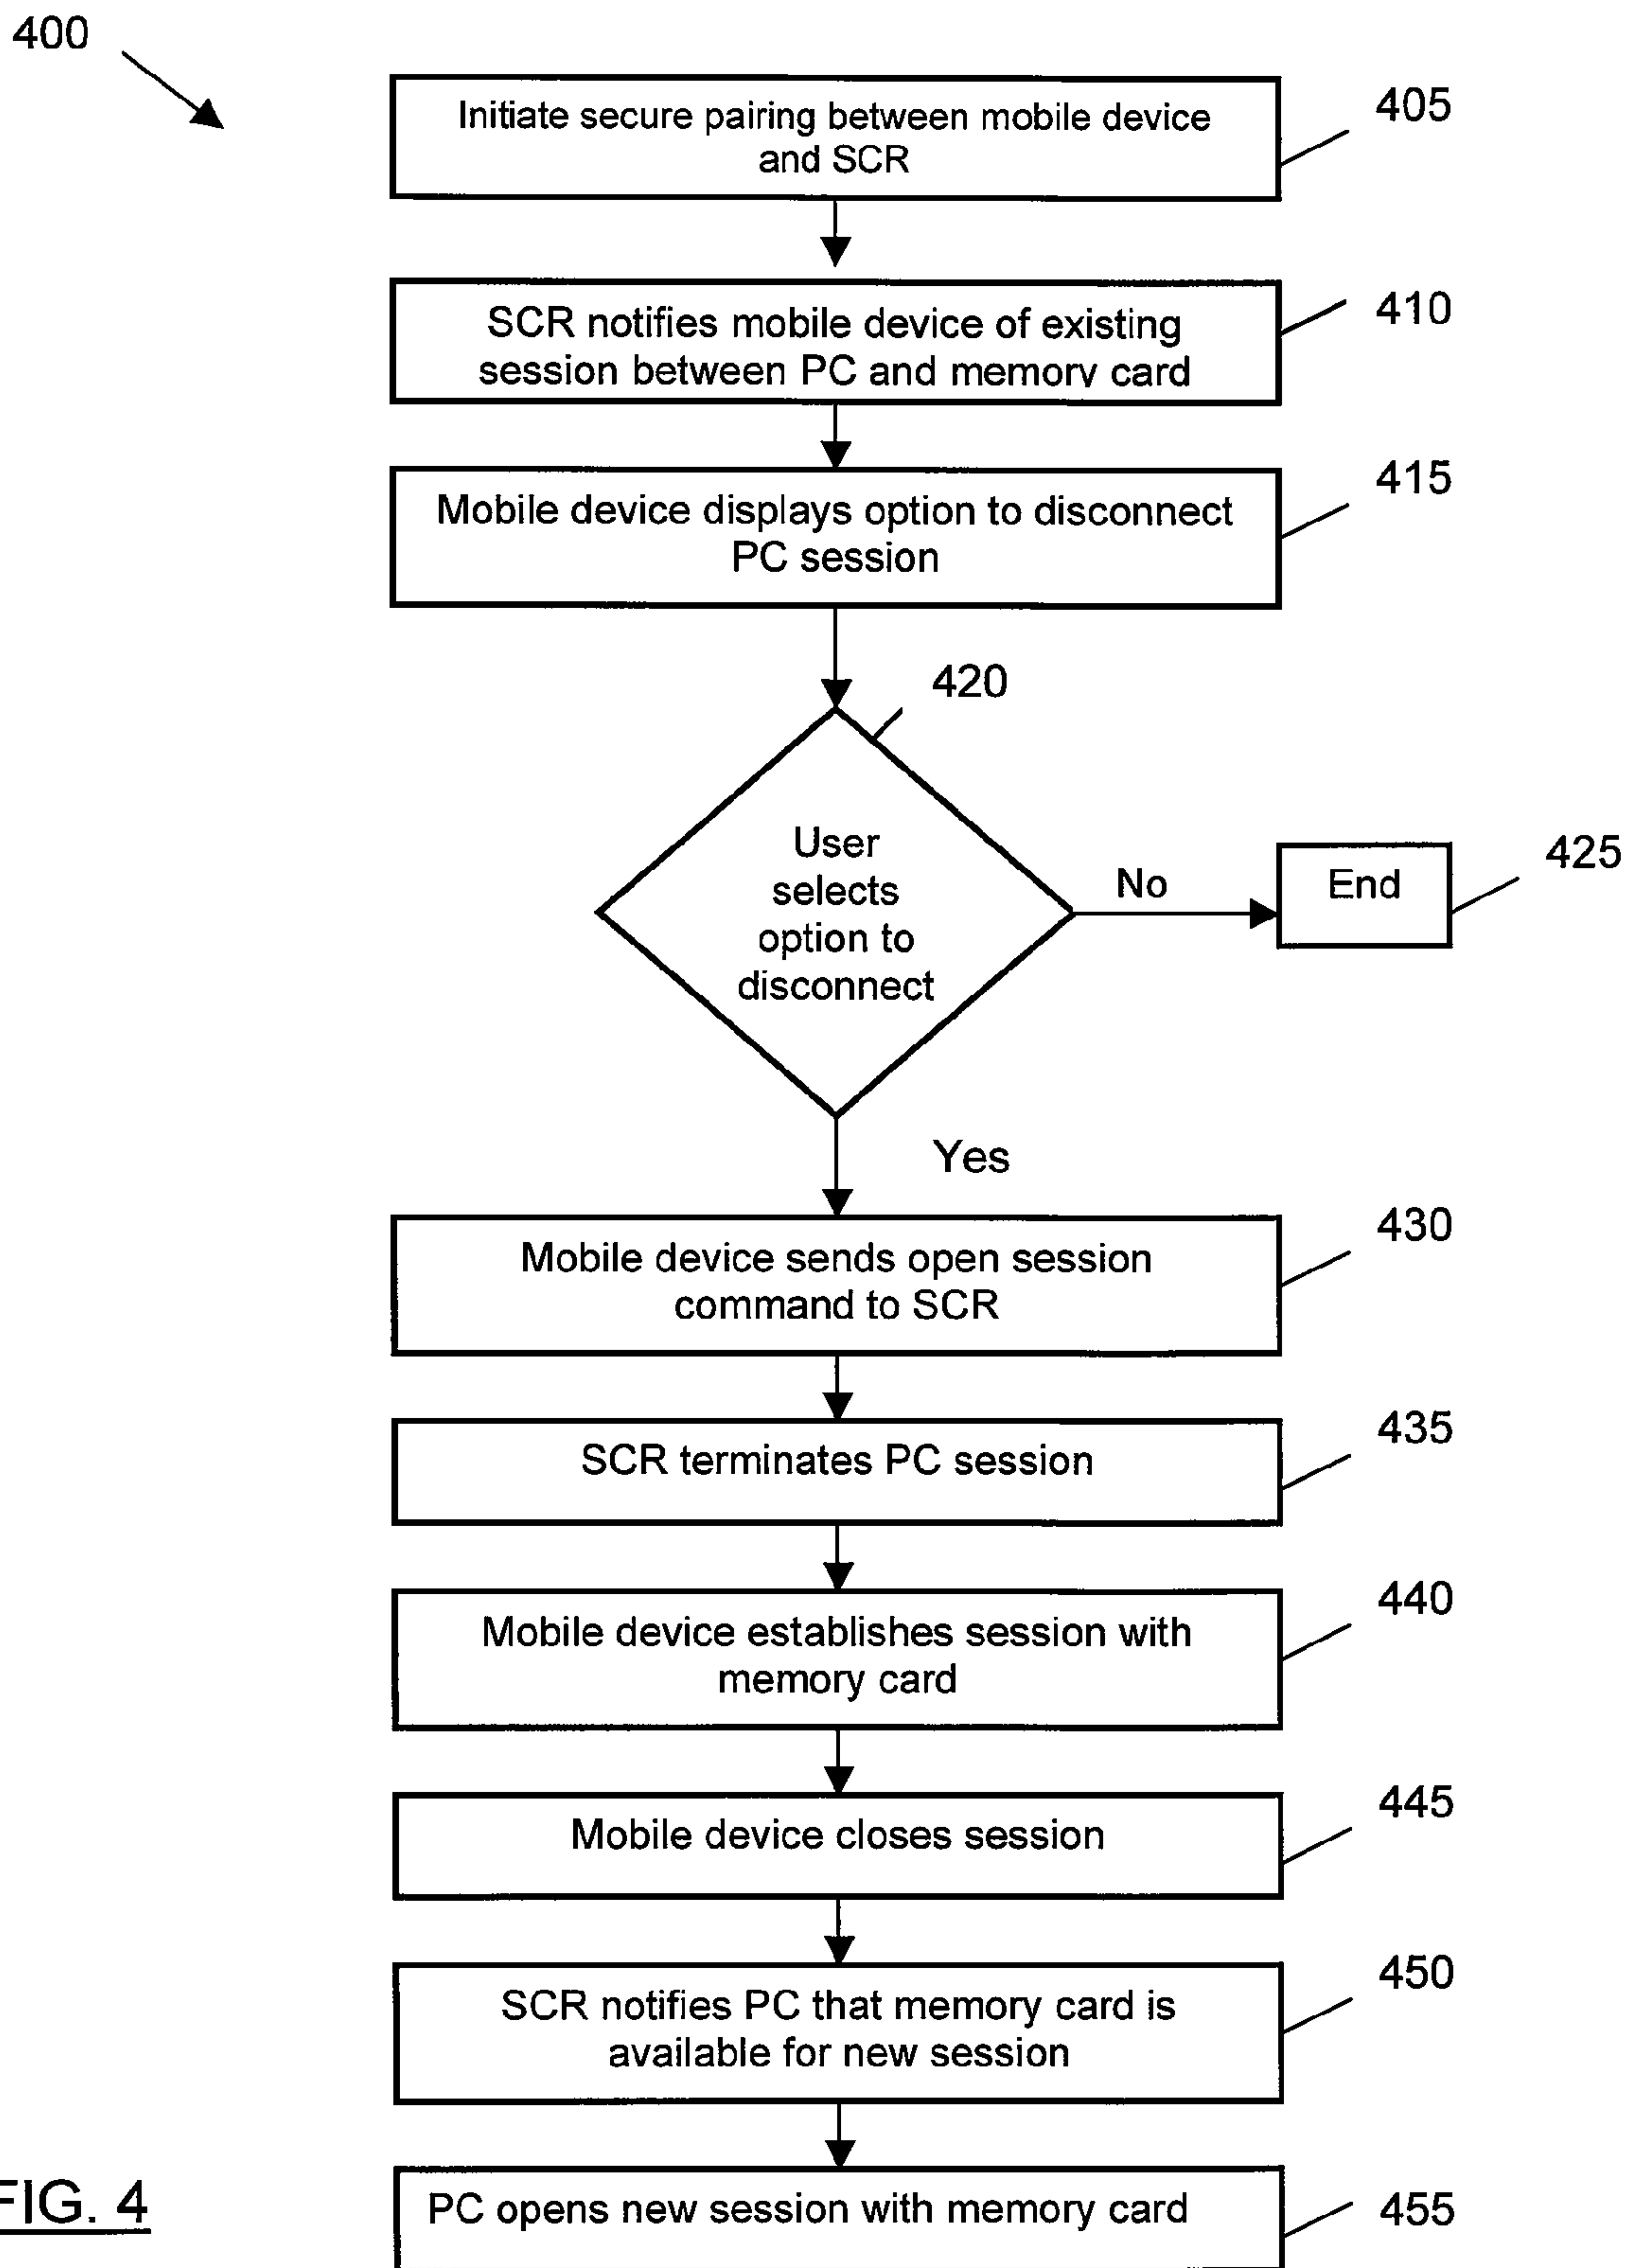 400
Initiate secure pairing between mobile device
and SCR
405
SCR notifies mobile device of existing
session between PC and memory card
410
Mobile device displays option to disconnect
PC session
415
420
User
selects
option to
disconnect
No
End
425
Yes
Mobile device sends open session
command to SCR
430
SCR terminates PC session
435
Mobile device establishes session with
memory card
440
Mobile device closes session
445
SCR notifies PC that memory card is
available for new session
450
PC opens new session with memory card
455
FIG. 4